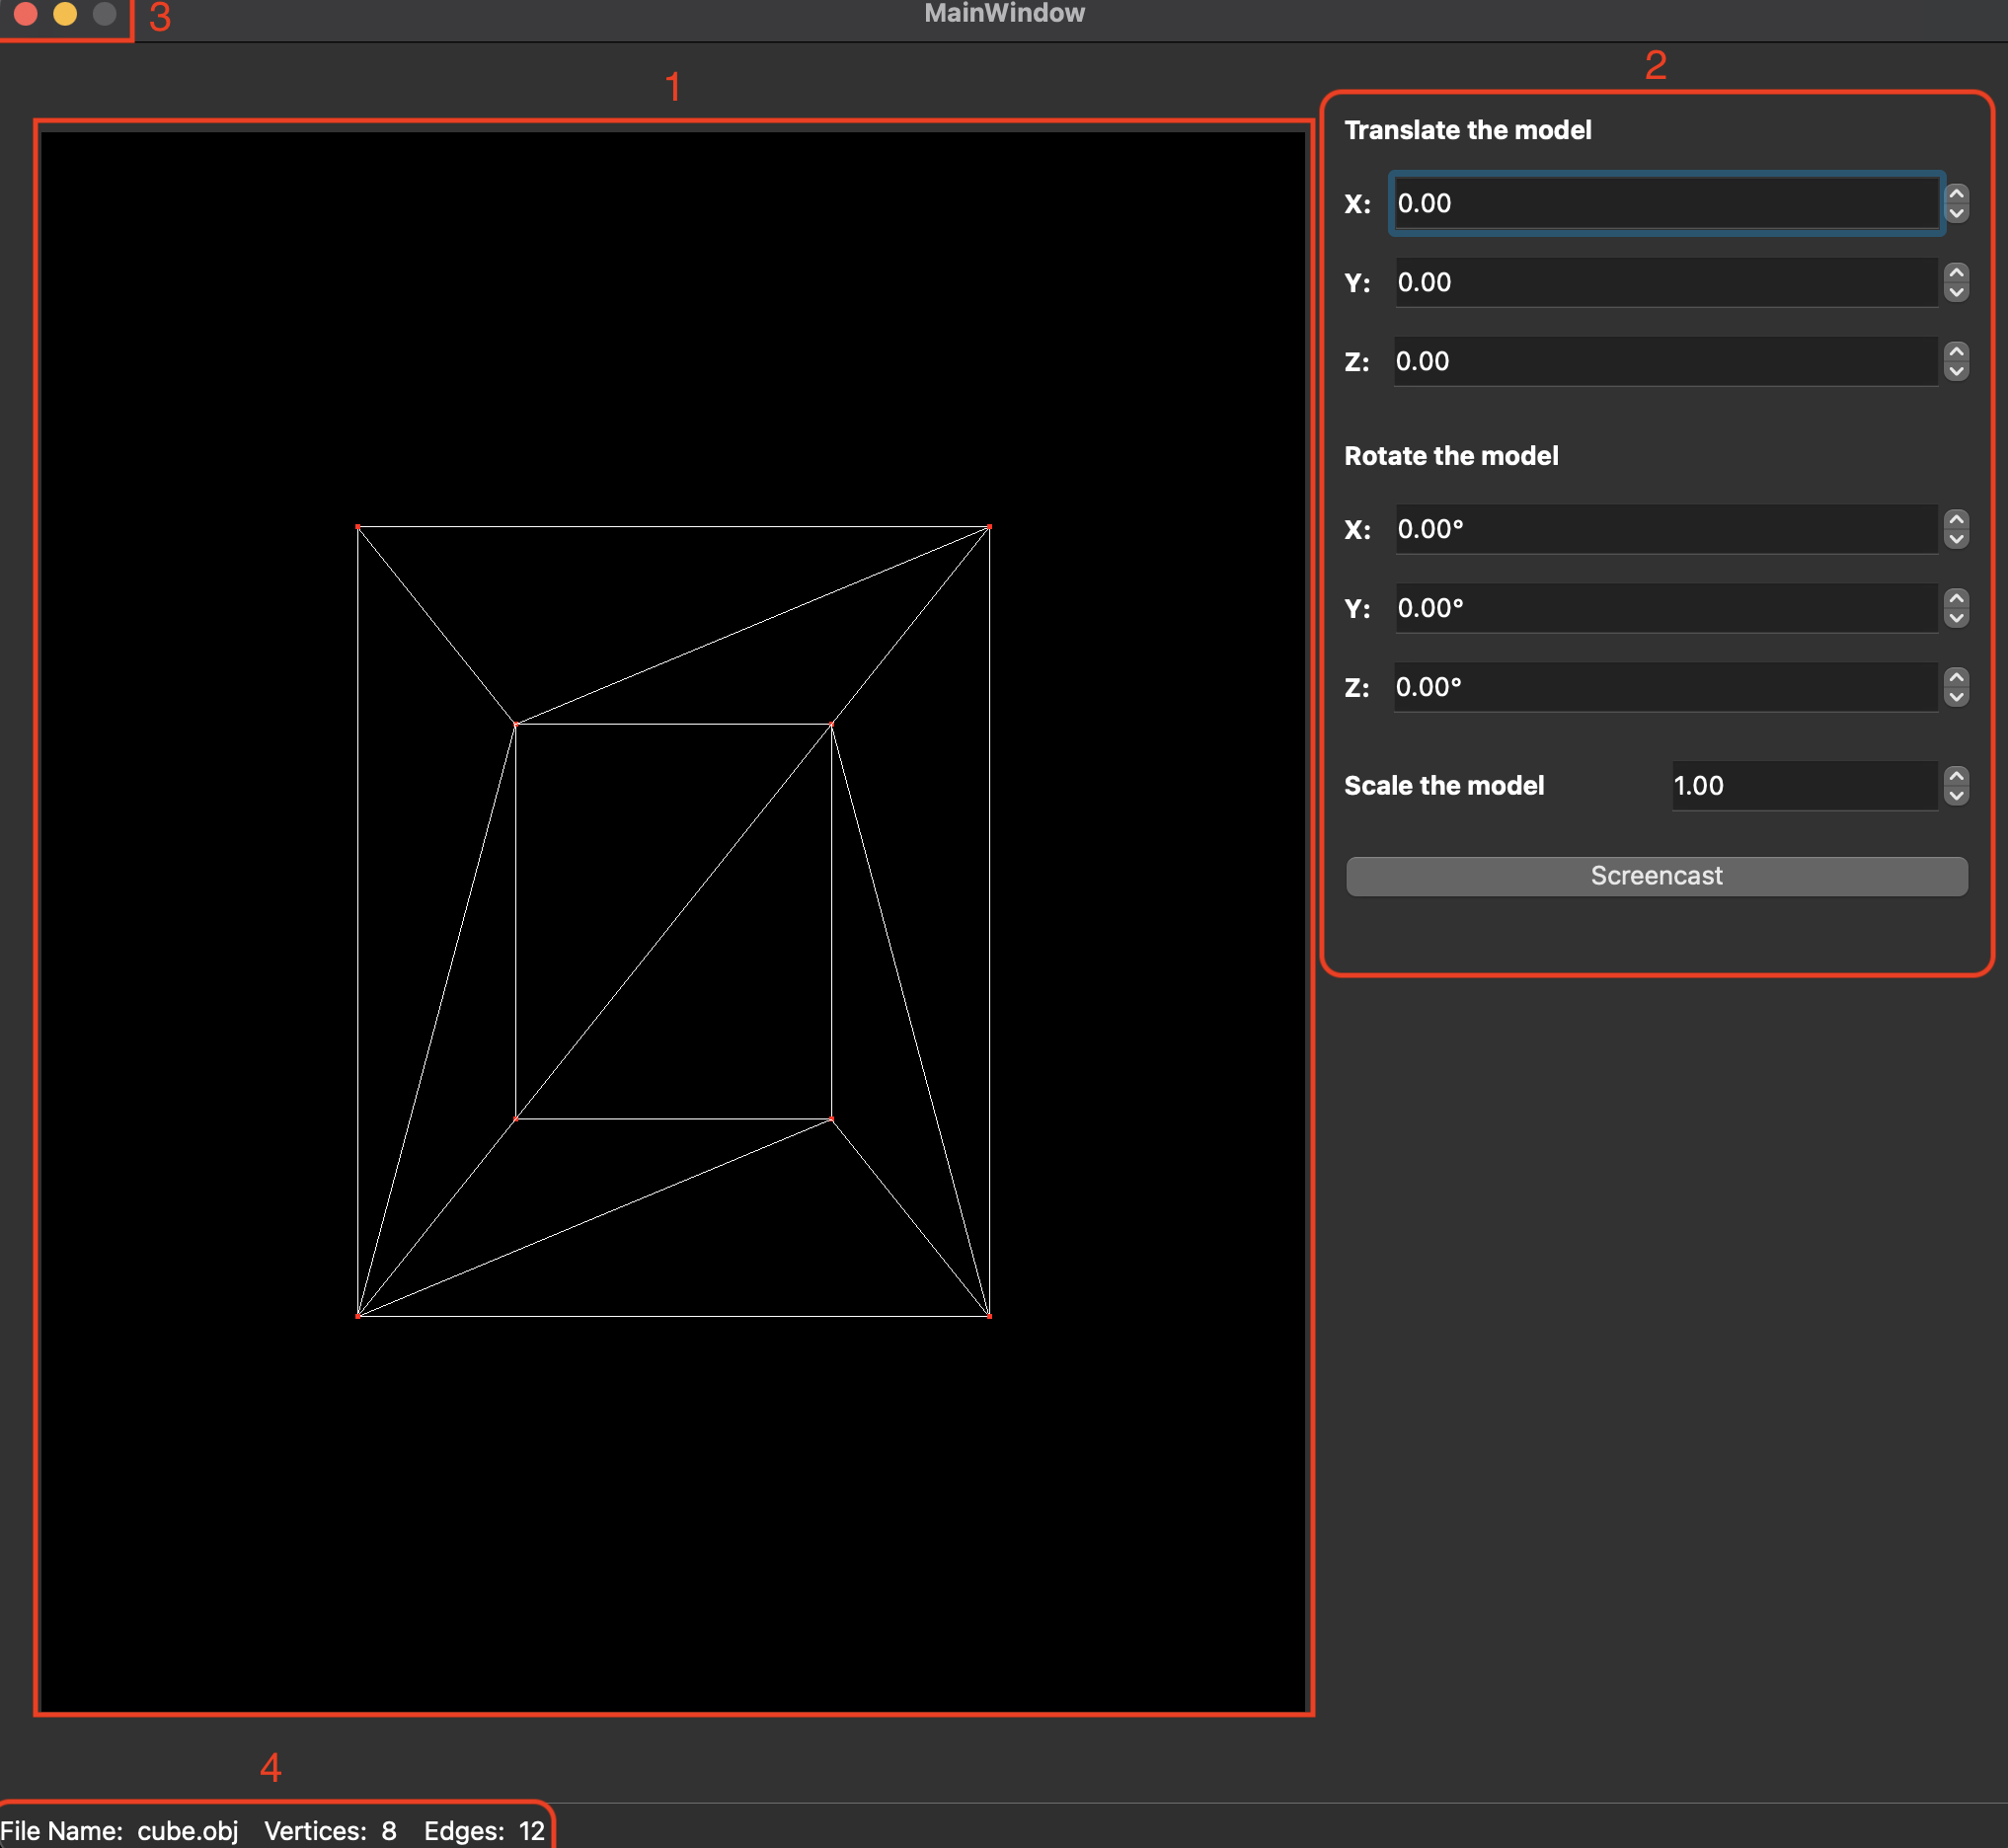 3
MainWindow
1
2
Translate the model
X: 0.00
Y: 0.00
Z: 0.00
Rotate the model
X: 0.00°
Y: 0.00°
Z: 0.00°
Scale the model 1.00
Screencast
4
File Name: cube.obj Vertices: 8 Edges: 12